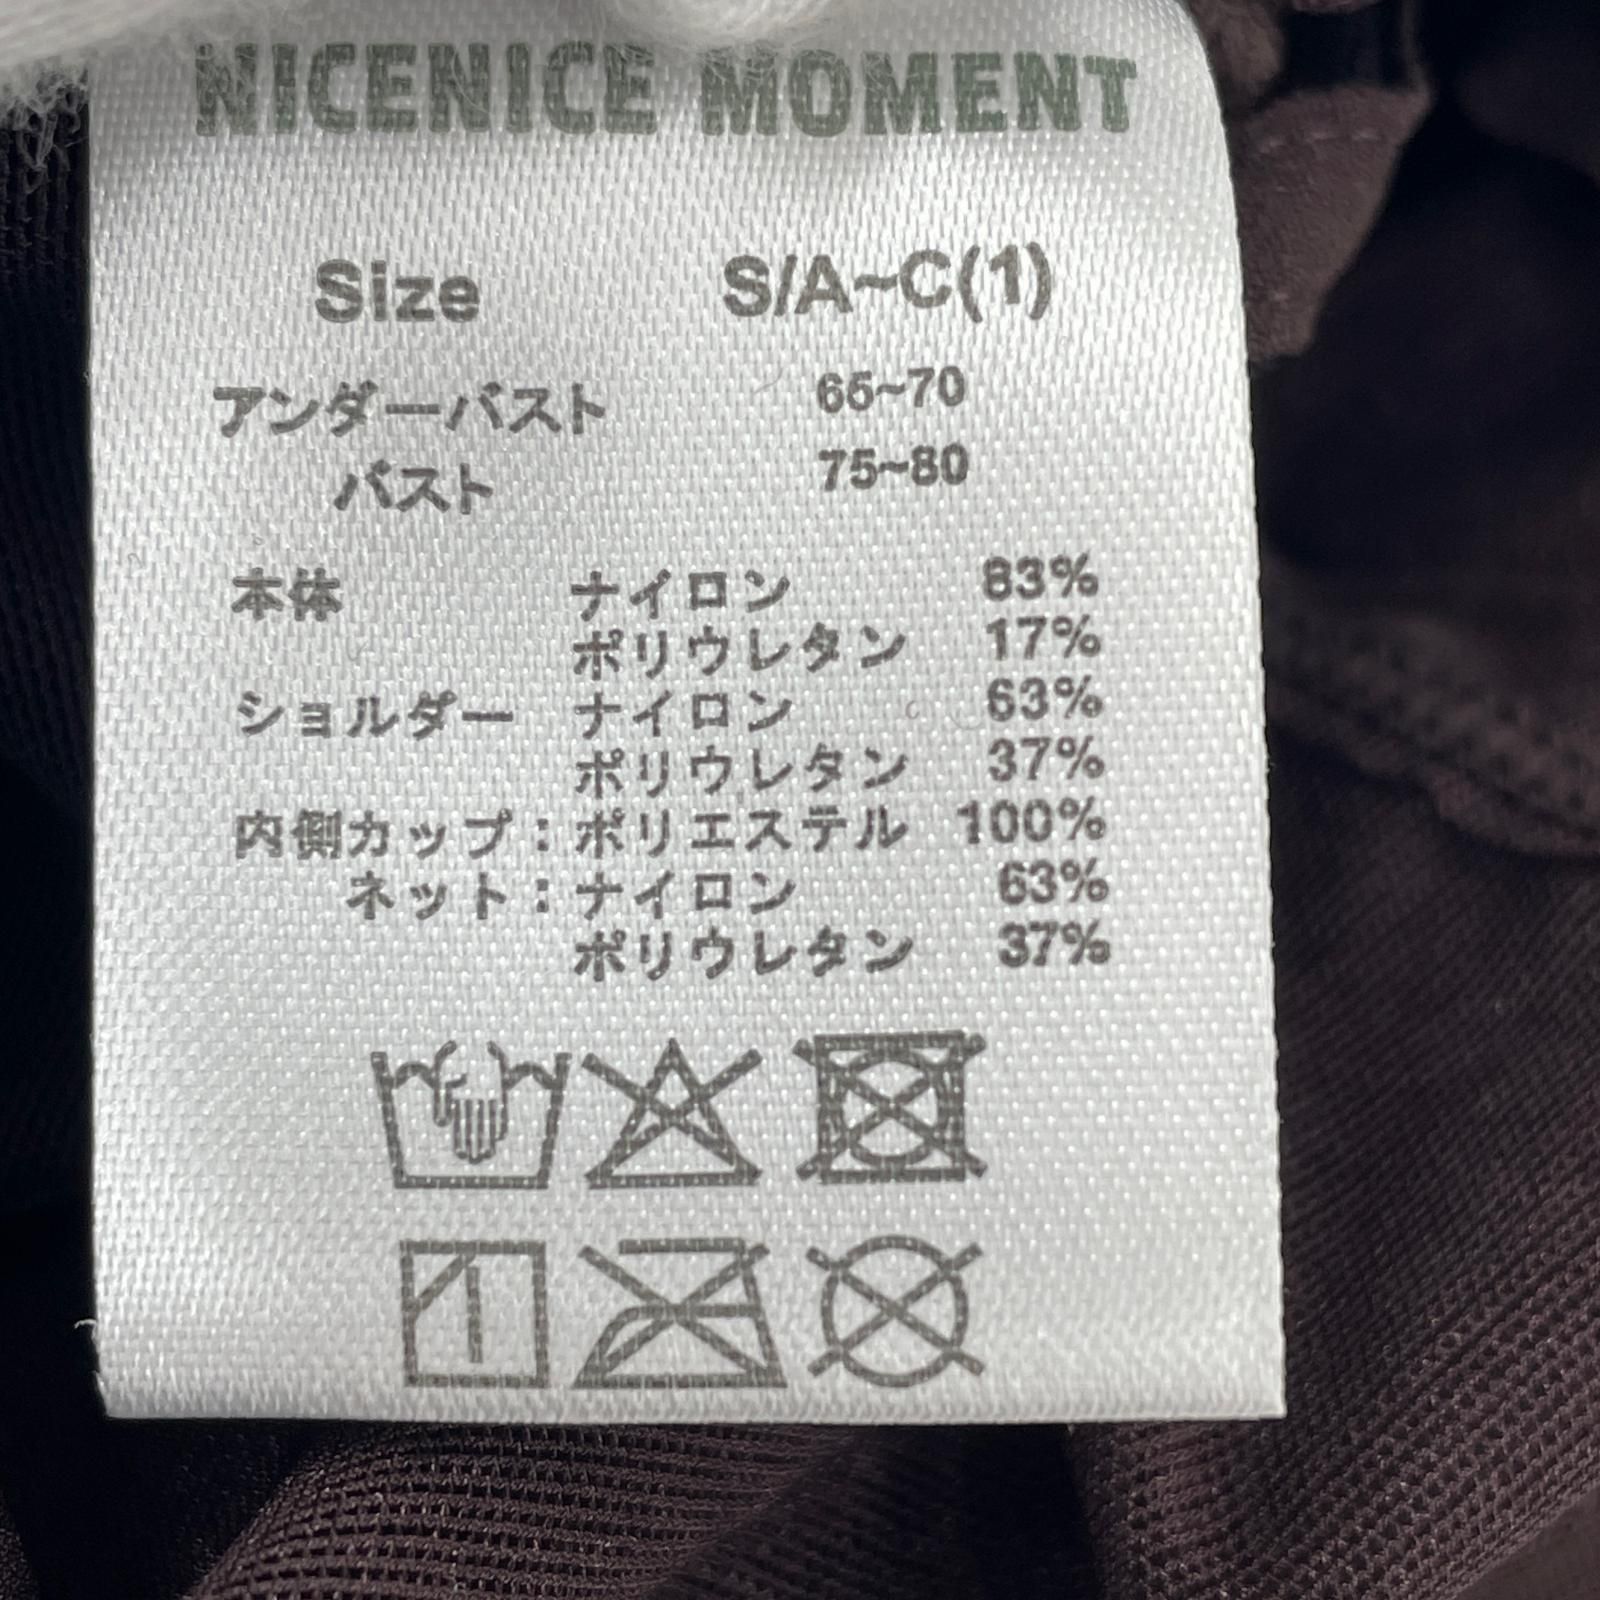 NICENICE MOMENT
Size S/A~C(1)
アンダーバスト 65~70
バスト 75~80
本体 ナイロン 83%
ポリウレタン 17%
ショルダー ナイロン 63%
ポリウレタン 37%
内側カップ：ポリエステル 100%
ネット：ナイロン 63%
ポリウレタン 37%